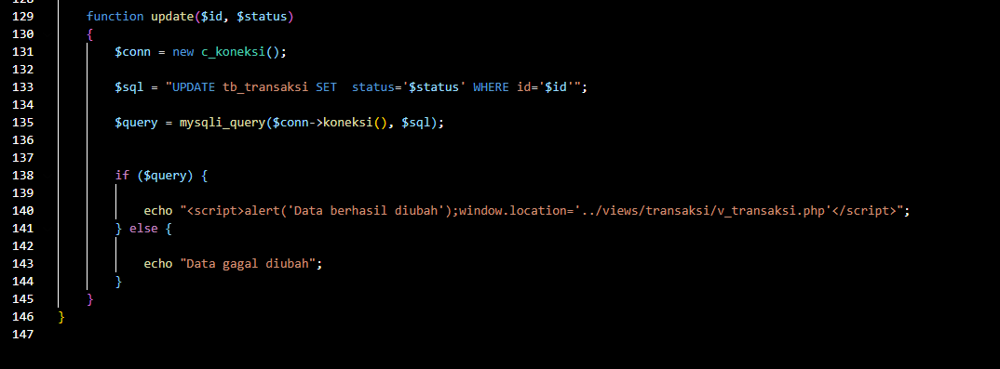 128
129 function update($id, $status)
130 {
131 $conn = new c_koneksi();
132
133 $sql = "UPDATE tb_transaksi SET  status='$status' WHERE id='$id'";
134
135 $query = mysqli_query($conn->koneksi(), $sql);
136
137
138 if ($query) {
139
140 echo "<script>alert('Data berhasil diubah');window.location='../views/transaksi/v_transaksi.php'</script>";
141 } else {
142
143 echo "Data gagal diubah";
144 }
145 }
146 }
147